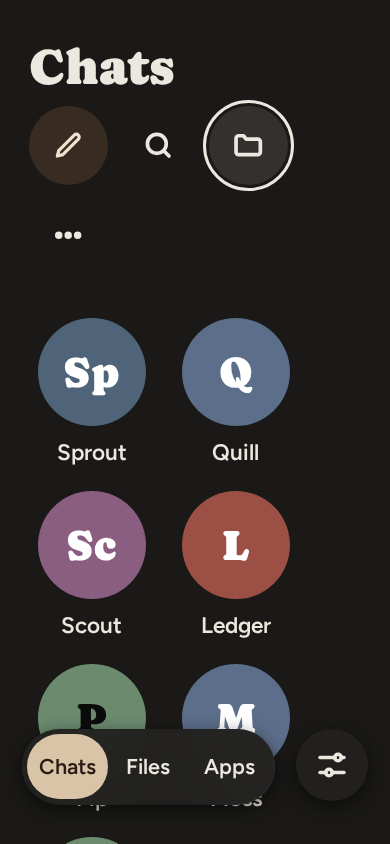 Chats
Sp Q
Sprout Quill
Sc L
Scout Ledger
P M
Chats Files Apps